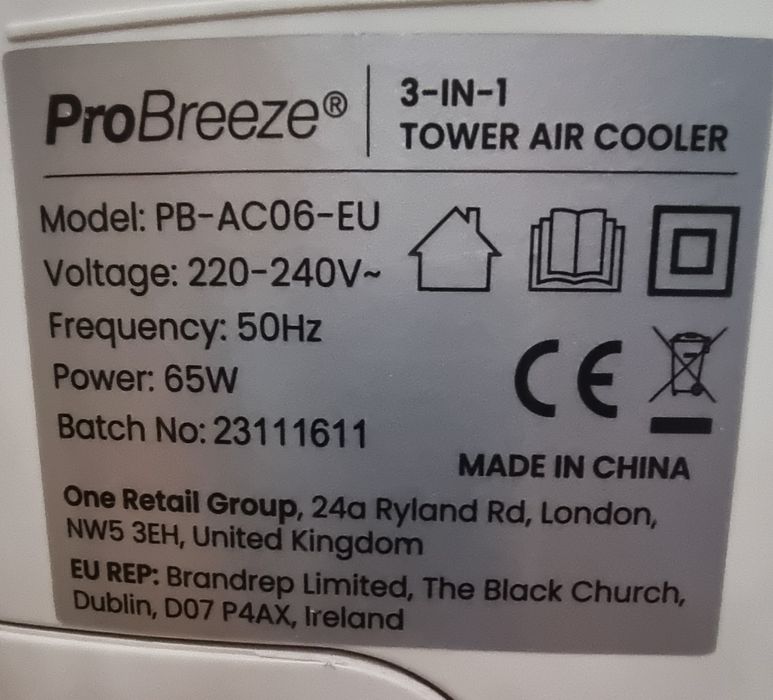 ProBreeze®
3-IN-1
TOWER AIR COOLER
Model: PB-AC06-EU
Voltage: 220-240V~
Frequency: 50Hz
Power: 65W
Batch No: 23111611
CE
MADE IN CHINA
One Retail Group, 24a Ryland Rd, London,
NW5 3EH, United Kingdom
EU REP: Brandrep Limited, The Black Church,
Dublin, D07 P4AX, Ireland